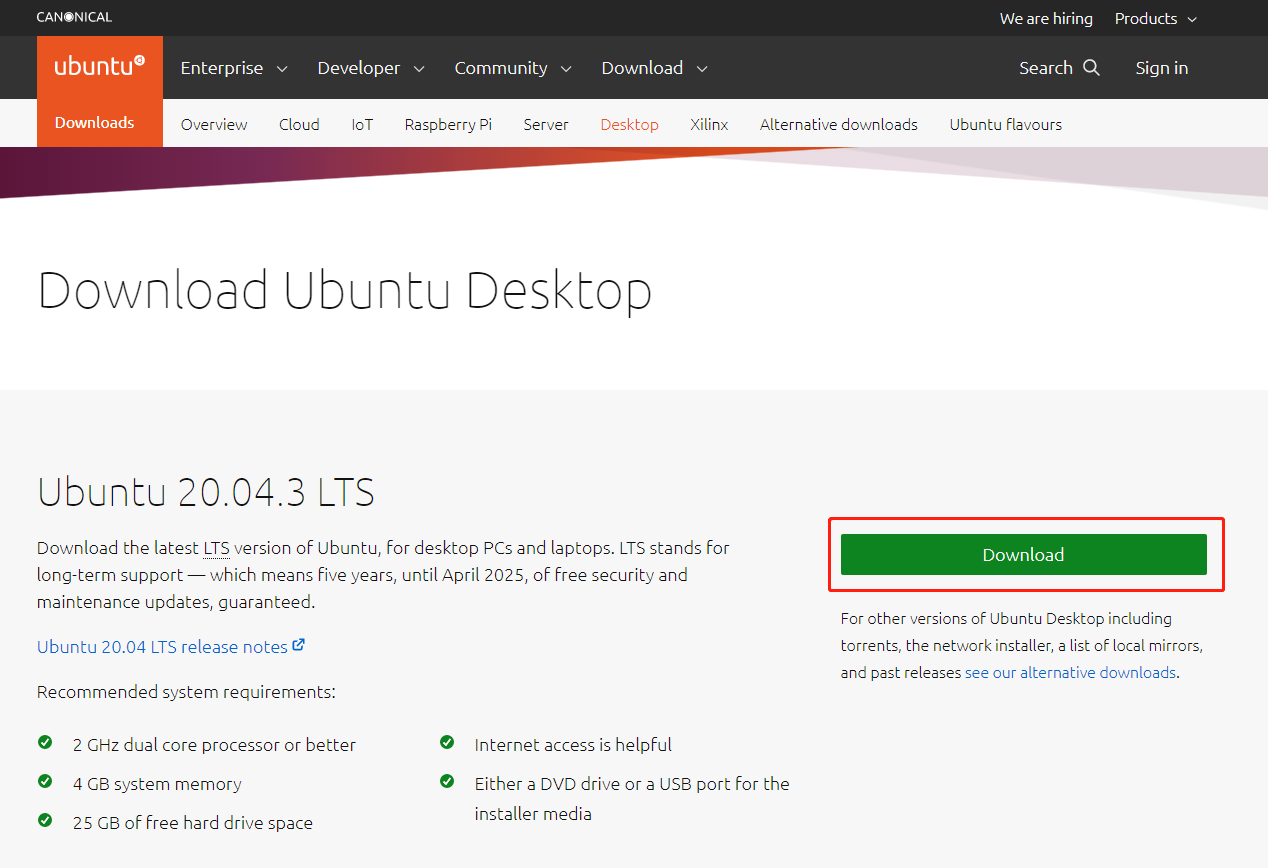 CANONICAL
We are hiring
Products
ubuntu
Enterprise
Developer
Community
Download
Search
Sign in
Downloads
Overview
Cloud
IoT
Raspberry Pi
Server
Desktop
Xilinx
Alternative downloads
Ubuntu flavours
Download Ubuntu Desktop
Ubuntu 20.04.3 LTS
Download the latest LTS version of Ubuntu, for desktop PCs and laptops. LTS stands for
long-term support — which means five years, until April 2025, of free security and
maintenance updates, guaranteed.
Ubuntu 20.04 LTS release notes
Recommended system requirements:
2 GHz dual core processor or better
4 GB system memory
25 GB of free hard drive space
Internet access is helpful
Either a DVD drive or a USB port for the
installer media
Download
For other versions of Ubuntu Desktop including
torrents, the network installer, a list of local mirrors,
and past releases see our alternative downloads.